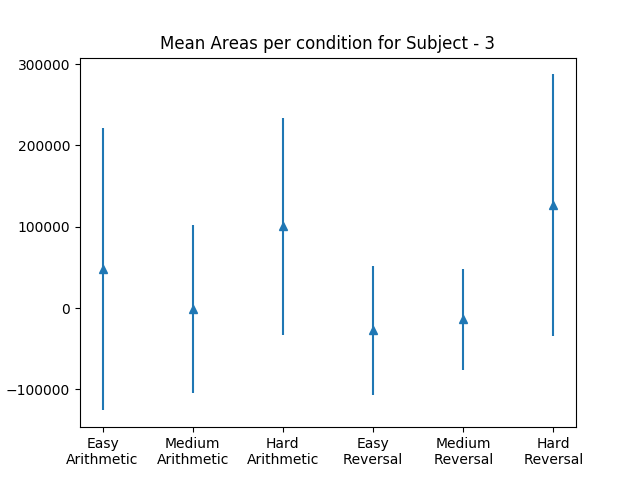 Mean Areas per condition for Subject - 3
300000
200000
100000
0
−100000
Easy Arithmetic
Medium Arithmetic
Hard Arithmetic
Easy Reversal
Medium Reversal
Hard Reversal